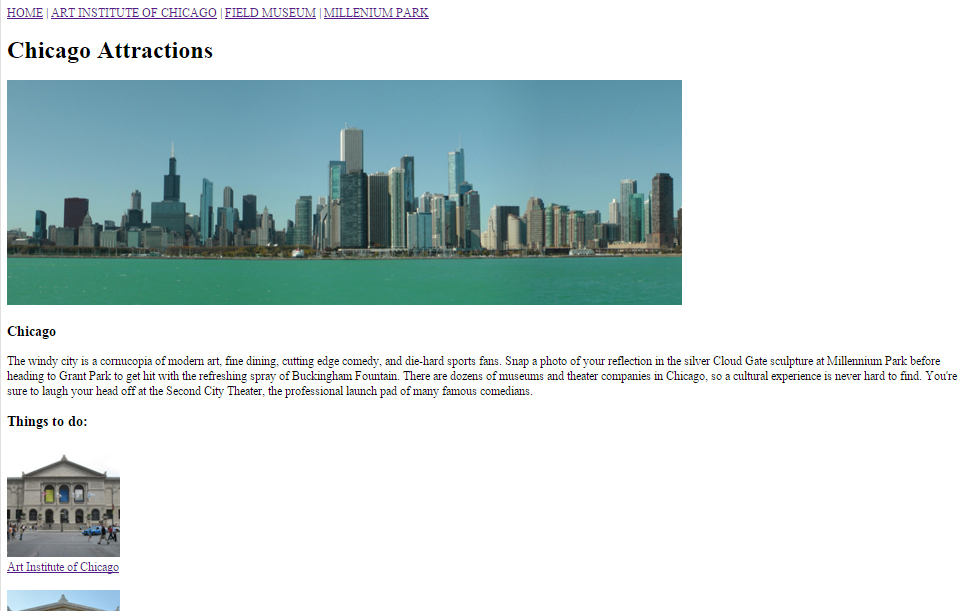 HOME | ART INSTITUTE OF CHICAGO | FIELD MUSEUM | MILLENIUM PARK
Chicago Attractions
Chicago
The windy city is a cornucopia of modern art, fine dining, cutting edge comedy, and die-hard sports fans. Snap a photo of your reflection in the silver Cloud Gate sculpture at Millennium Park before
heading to Grant Park to get hit with the refreshing spray of Buckingham Fountain. There are dozens of museums and theater companies in Chicago, so a cultural experience is never hard to find. You're
sure to laugh your head off at the Second City Theater, the professional launch pad of many famous comedians.
Things to do:
Art Institute of Chicago